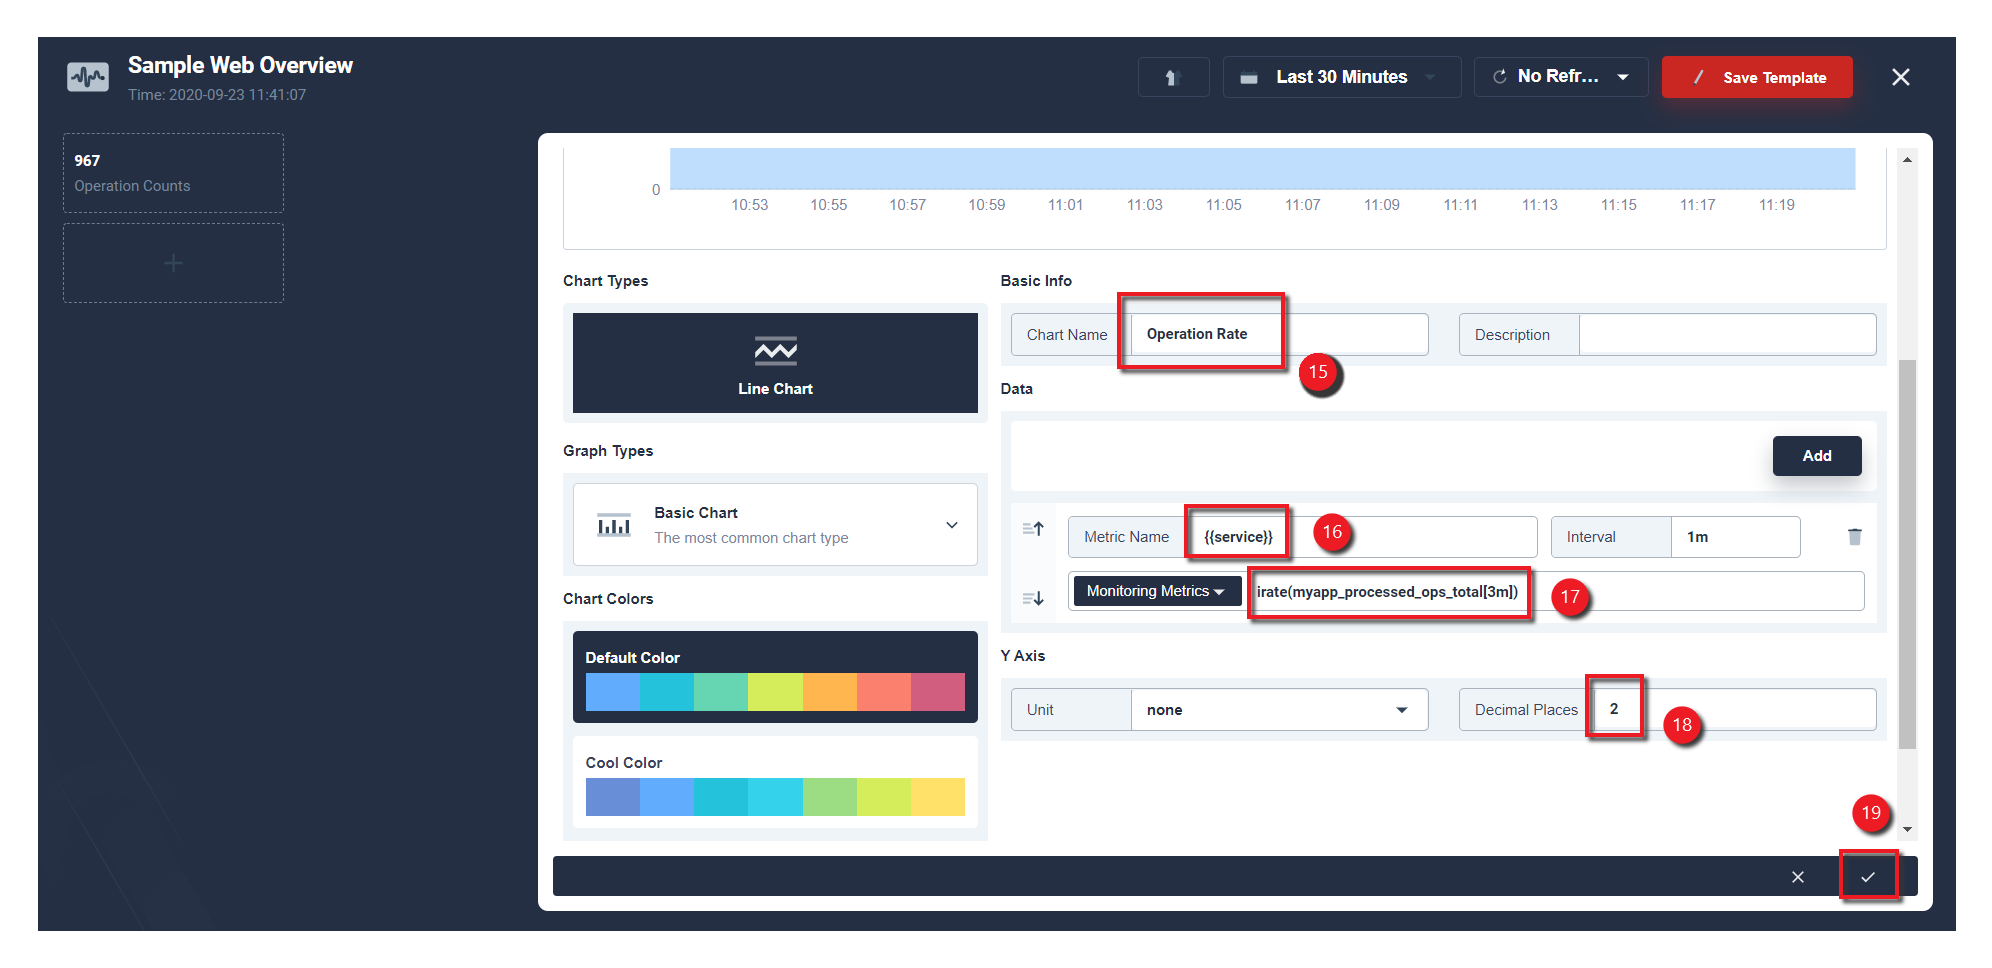 Sample Web Overview
Time: 2020-09-23 11:41:07
Last 30 Minutes
No Refr...
Save Template
967
Operation Counts
0
10:53 10:55 10:57 10:59 11:01 11:03 11:05 11:07 11:09 11:11 11:13 11:15 11:17 11:19
Chart Types
Line Chart
Graph Types
Basic Chart
The most common chart type
Chart Colors
Default Color
Cool Color
Basic Info
Chart Name Operation Rate
Description
15
Data
Add
Metric Name {{service}}
16
Interval 1m
Monitoring Metrics irate(myapp_processed_ops_total[3m])
17
Y Axis
Unit none
Decimal Places 2
18
19